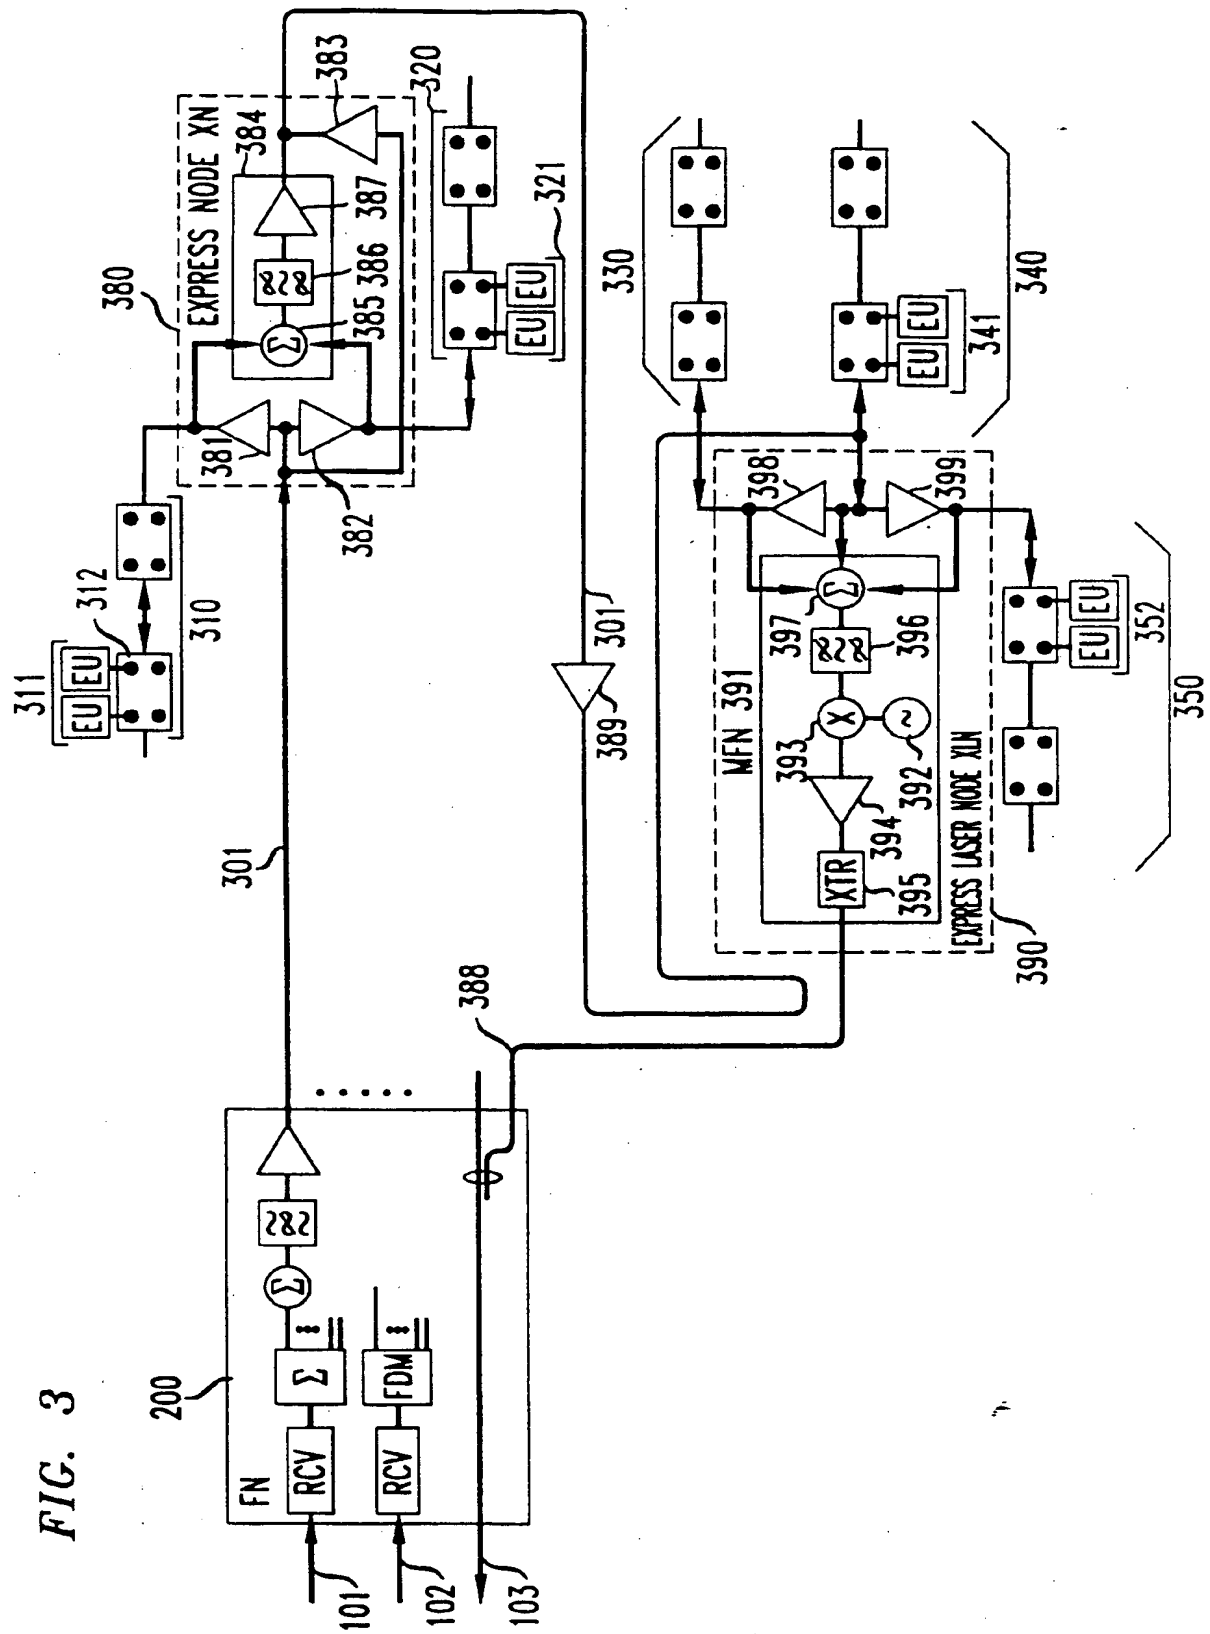 FIG. 3
200
FN
101
RCV
Σ
Σ
102
RCV
FDM
103
388
301
311
EU
EU
312
310
380
EXPRESS NODE XN
381
382
384
385
386
387
383
Σ
320
321
EU
EU
301
389
330
340
341
EU
EU
MFN 391
EXPRESS LASER NODE XLN
390
XTR
395
394
393
X
392
~
396
397
Σ
398
399
350
352
EU
EU